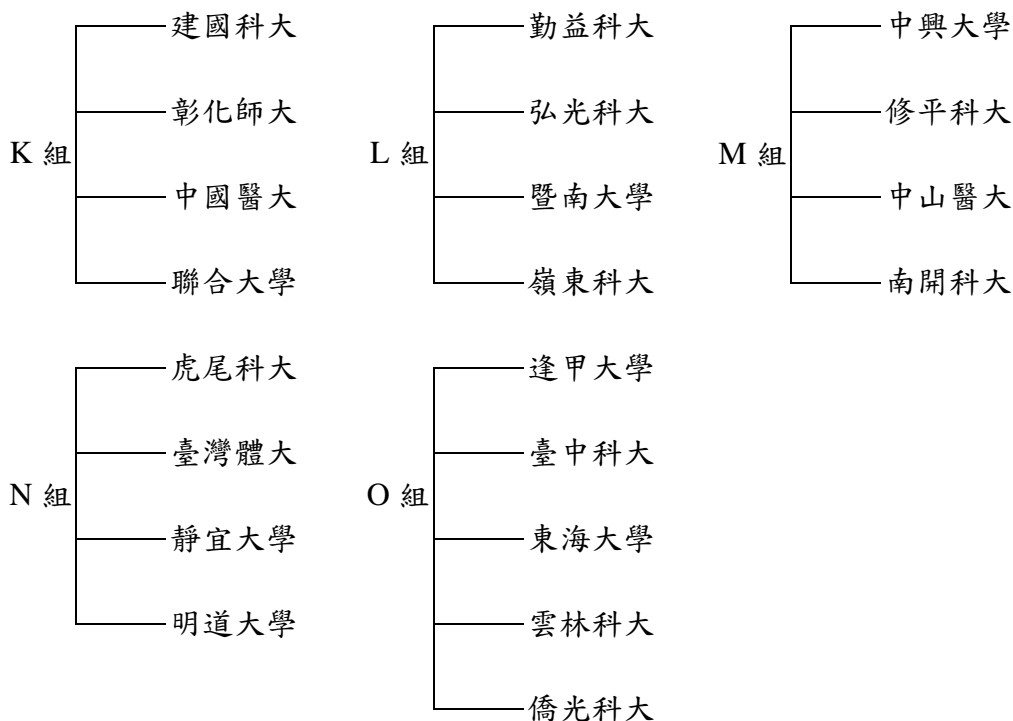 K 組
建國科大
彰化師大
中國醫大
聯合大學
L 組
勤益科大
弘光科大
暨南大學
嶺東科大
M 組
中興大學
修平科大
中山醫大
南開科大
N 組
虎尾科大
臺灣體大
靜宜大學
明道大學
O 組
逢甲大學
臺中科大
東海大學
雲林科大
僑光科大